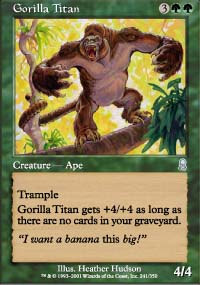 Gorilla Titan 3
Creature — Ape
Trample
Gorilla Titan gets +4/+4 as long as
there are no cards in your graveyard.
"I want a banana this big!"
Illus. Heather Hudson
4/4
™ & © 1993–2001 Wizards of the Coast, Inc. 241/350